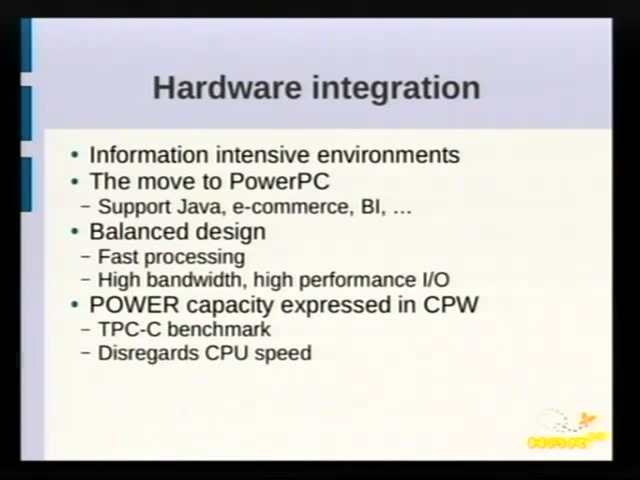 Hardware integration
• Information intensive environments
• The move to PowerPC
– Support Java, e-commerce, BI, ...
• Balanced design
– Fast processing
– High bandwidth, high performance I/O
• POWER capacity expressed in CPW
– TPC-C benchmark
– Disregards CPU speed